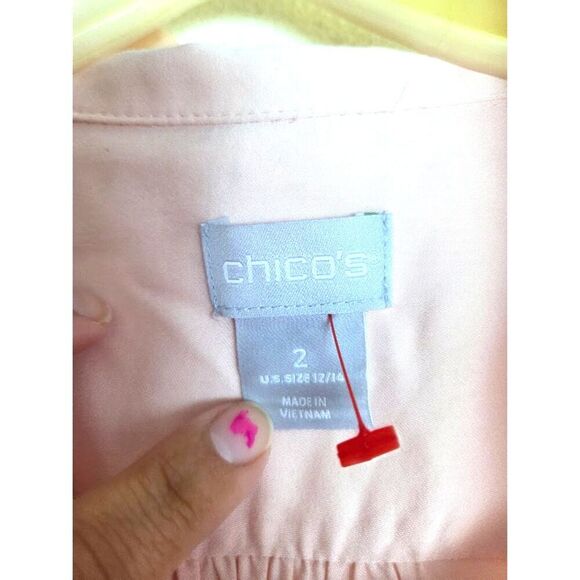 chico's
2
U.S. SIZE 12/14
MADE IN
VIETNAM